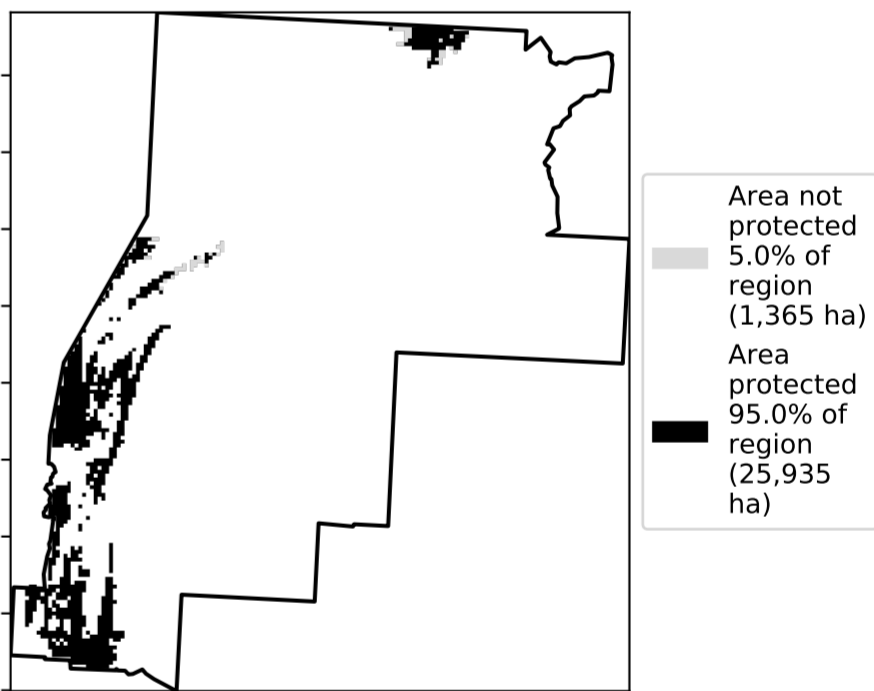 Area not
protected
5.0% of
region
(1,365 ha)
Area
protected
95.0% of
region
(25,935
ha)